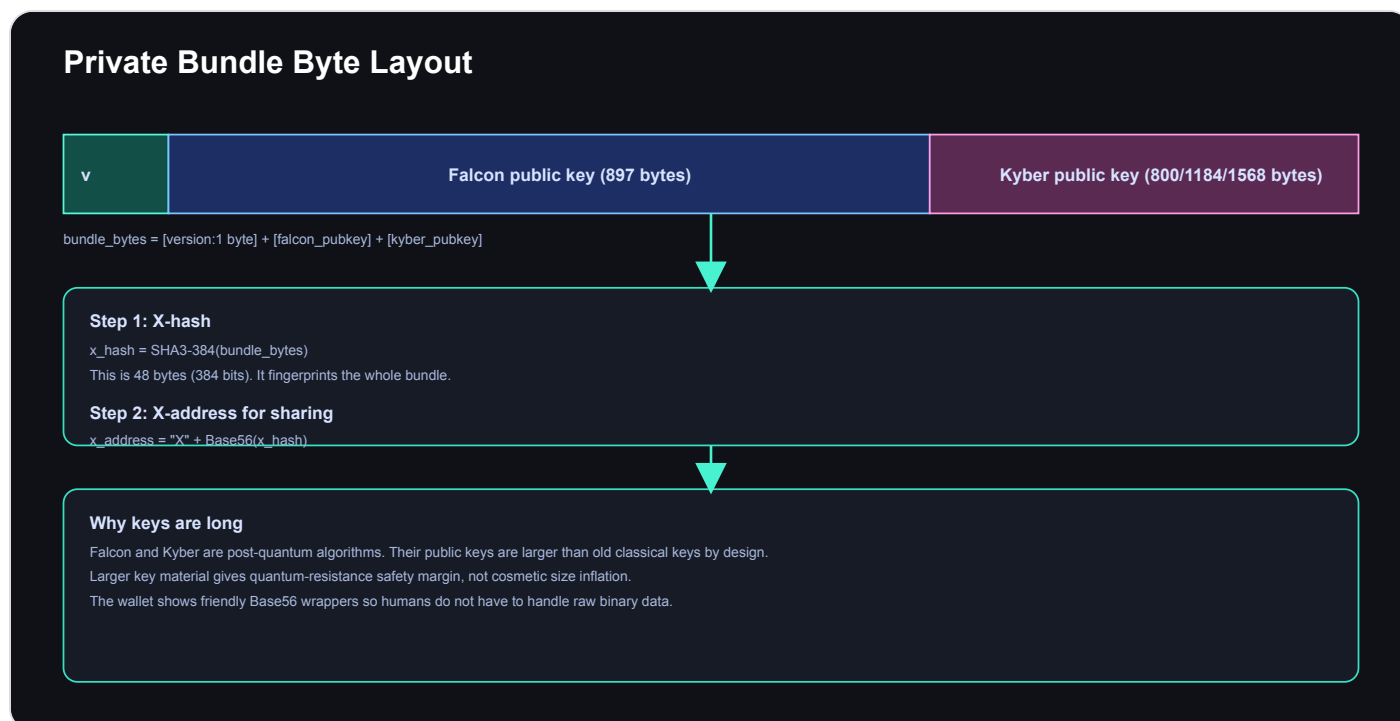 Private Bundle Byte Layout
v
Falcon public key (897 bytes)
Kyber public key (800/1184/1568 bytes)
bundle_bytes = [version:1 byte] + [falcon_pubkey] + [kyber_pubkey]
Step 1: X-hash
x_hash = SHA3-384(bundle_bytes)
This is 48 bytes (384 bits). It fingerprints the whole bundle.
Step 2: X-address for sharing
x_address = "X" + Base56(x_hash)
Why keys are long
Falcon and Kyber are post-quantum algorithms. Their public keys are larger than old classical keys by design.
Larger key material gives quantum-resistance safety margin, not cosmetic size inflation.
The wallet shows friendly Base56 wrappers so humans do not have to handle raw binary data.